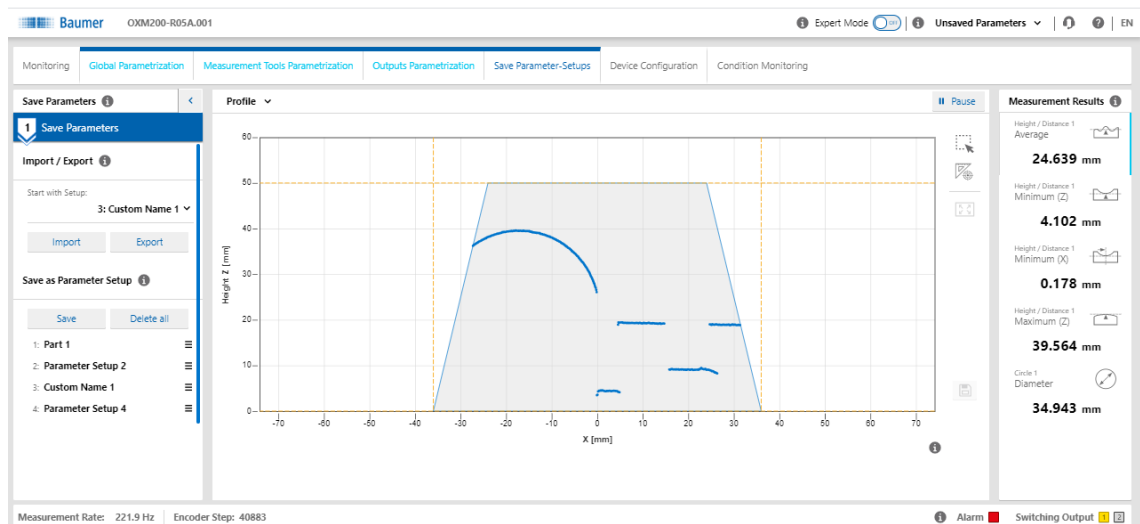 Baumer OXM200-R05A.001 Expert Mode OFF Unsaved Parameters ? EN
Monitoring Global Parametrization Measurement Tools Parametrization Outputs Parametrization Save Parameter-Setups Device Configuration Condition Monitoring
Save Parameters
1 Save Parameters
Import / Export
Start with Setup:
3: Custom Name 1
Import Export
Save as Parameter Setup
Save Delete all
1: Part 1
2: Parameter Setup 2
3: Custom Name 1
4: Parameter Setup 4
Profile
Pause
Height Z [mm]
60
50
40
30
20
10
0
-70 -60 -50 -40 -30 -20 -10 0 10 20 30 40 50 60 70
X [mm]
Measurement Results
Height / Distance 1
Average
24.639 mm
Height / Distance 1
Minimum (Z)
4.102 mm
Height / Distance 1
Minimum (X)
0.178 mm
Height / Distance 1
Maximum (Z)
39.564 mm
Circle 1
Diameter
34.943 mm
Measurement Rate: 221.9 Hz Encoder Step: 40883 Alarm Switching Output 1 2